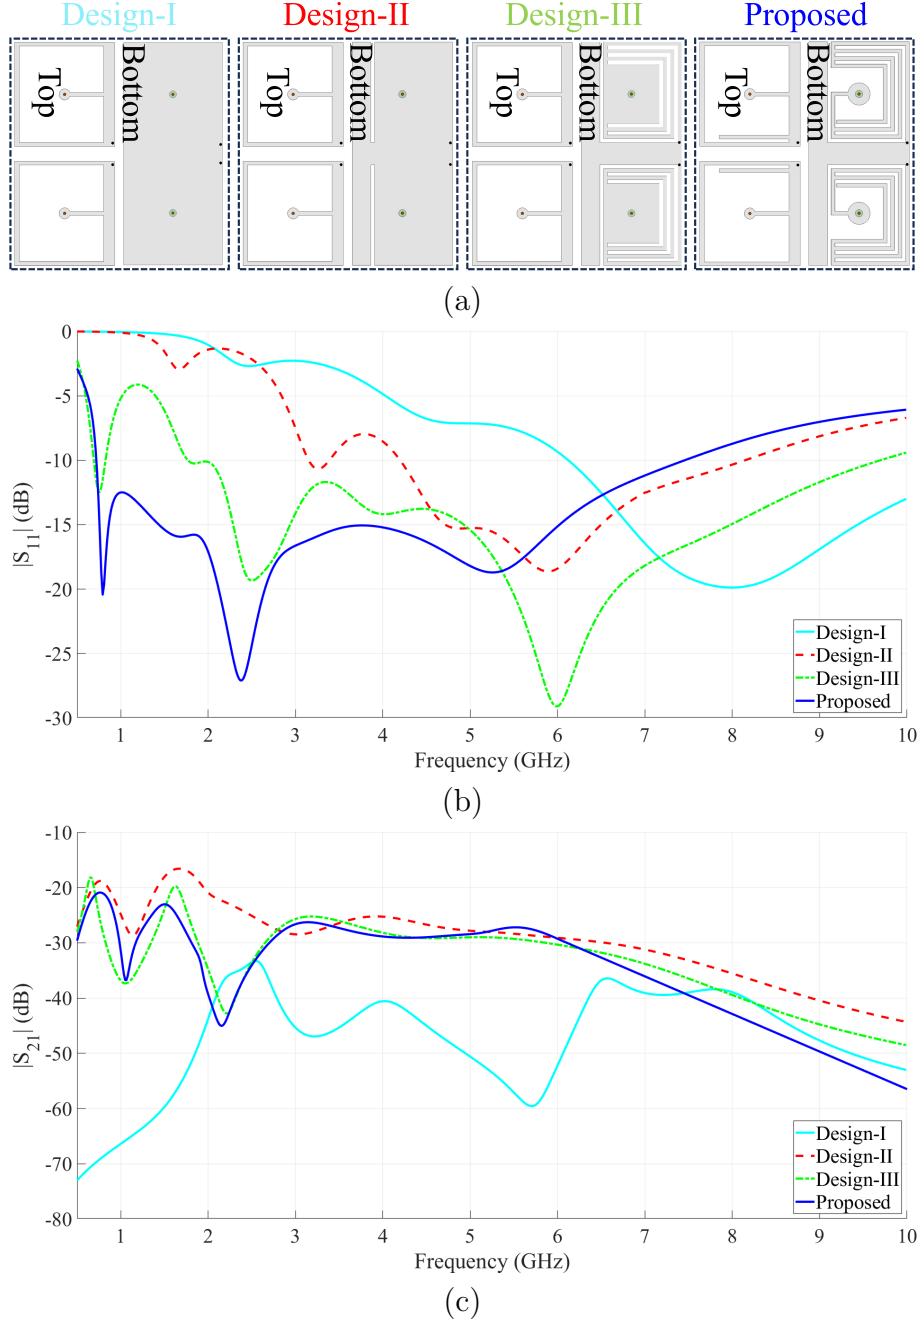 Design-I Design-II Design-III Proposed
Top Bottom Top Bottom Top Bottom Top Bottom
(a)
0
-5
-10
-15
-20
-25
-30
|S11| (dB)
1 2 3 4 5 6 7 8 9 10
Frequency (GHz)
Design-I
Design-II
Design-III
Proposed
(b)
-10
-20
-30
-40
-50
-60
-70
-80
|S21| (dB)
1 2 3 4 5 6 7 8 9 10
Frequency (GHz)
Design-I
Design-II
Design-III
Proposed
(c)